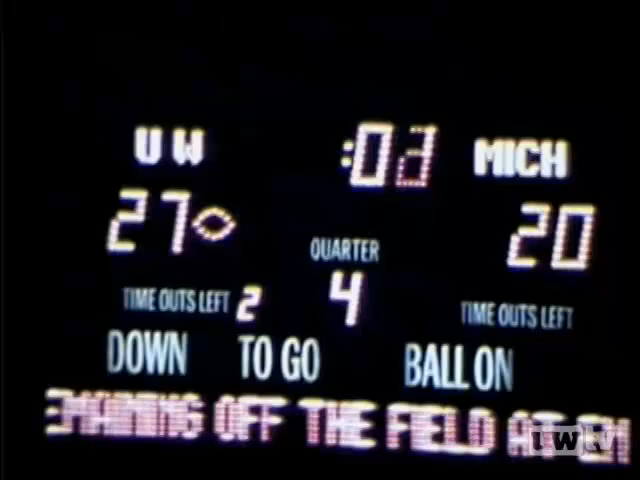 UW :02 MICH
27 20
QUARTER
TIME OUTS LEFT 2 4 TIME OUTS LEFT
DOWN TO GO BALL ON
OFF THE FIELD